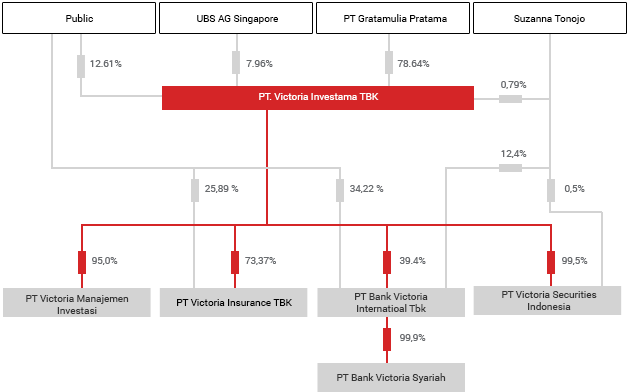 Public
UBS AG Singapore
PT Gratamulia Pratama
Suzanna Tonojo
12.61%
7.96%
78.64%
0,79%
PT. Victoria Investama TBK
12,4%
25,89 %
34,22 %
0,5%
95,0%
73,37%
39.4%
99,5%
PT Victoria Manajemen
Investasi
PT Victoria Insurance TBK
PT Bank Victoria
Internatioal Tbk
PT Victoria Securities
Indonesia
99,9%
PT Bank Victoria Syariah